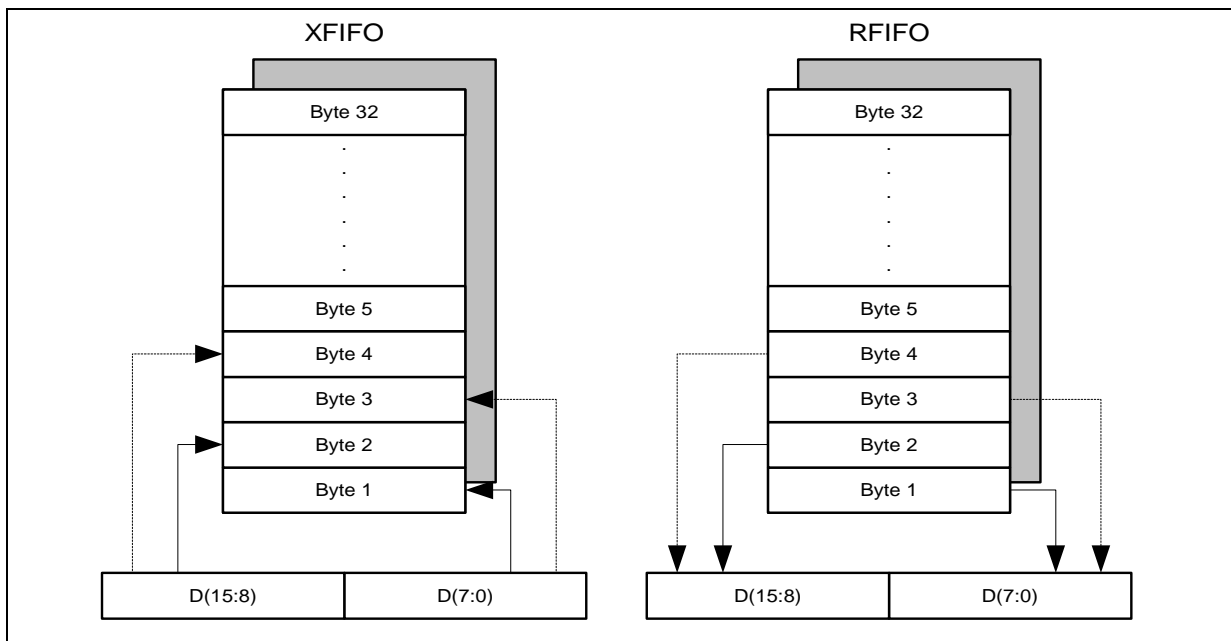 XFIFO
Byte 32
.
.
.
.
.
.
Byte 5
Byte 4
Byte 3
Byte 2
Byte 1
D(15:8)
D(7:0)
RFIFO
Byte 32
.
.
.
.
.
.
Byte 5
Byte 4
Byte 3
Byte 2
Byte 1
D(15:8)
D(7:0)